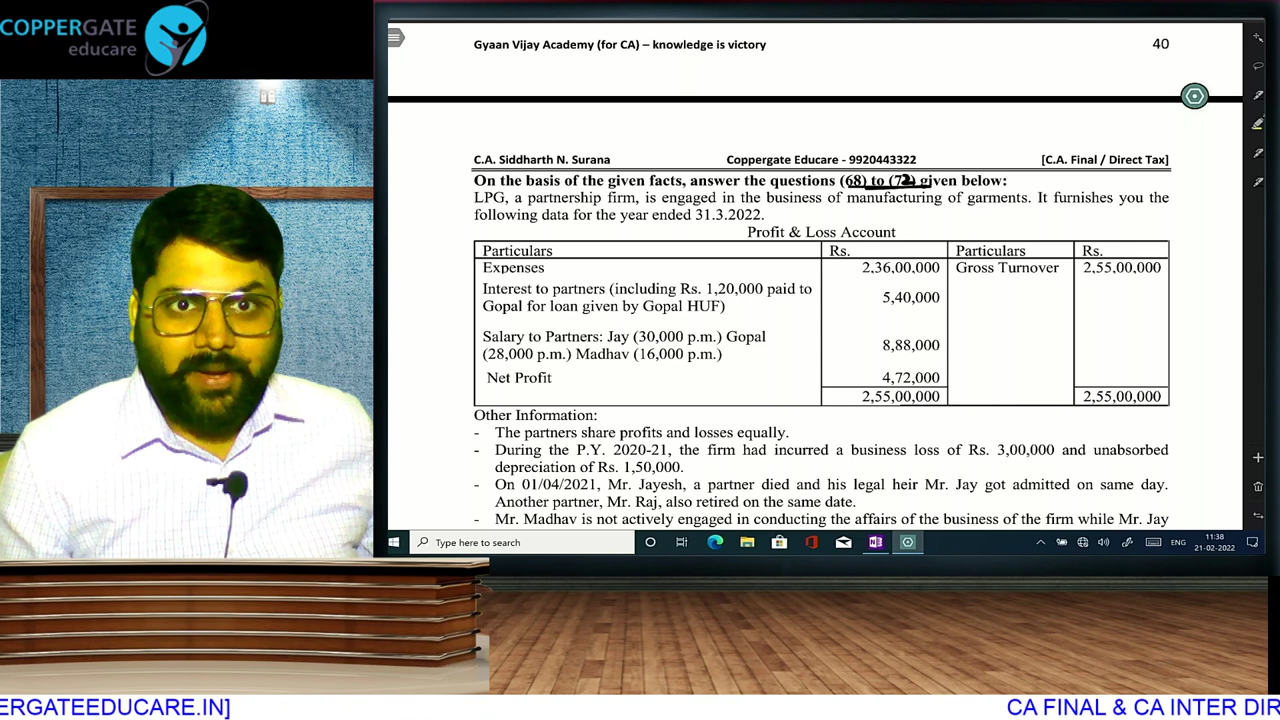 COPPERGATE
educare
Gyaan Vijay Academy (for CA) – knowledge is victory
40
C.A. Siddharth N. Surana
Coppergate Educare - 9920443322
[C.A. Final / Direct Tax]
On the basis of the given facts, answer the questions (68) to (72) given below:
LPG, a partnership firm, is engaged in the business of manufacturing of garments. It furnishes you the
following data for the year ended 31.3.2022.
Profit & Loss Account
Particulars Rs. Particulars Rs.
Expenses 2,36,00,000 Gross Turnover 2,55,00,000
Interest to partners (including Rs. 1,20,000 paid to
Gopal for loan given by Gopal HUF)
5,40,000
Salary to Partners: Jay (30,000 p.m.) Gopal
(28,000 p.m.) Madhav (16,000 p.m.)
8,88,000
Net Profit 4,72,000
2,55,00,000 2,55,00,000
Other Information:
- The partners share profits and losses equally.
- During the P.Y. 2020-21, the firm had incurred a business loss of Rs. 3,00,000 and unabsorbed
depreciation of Rs. 1,50,000.
- On 01/04/2021, Mr. Jayesh, a partner died and his legal heir Mr. Jay got admitted on same day.
Another partner, Mr. Raj, also retired on the same date.
- Mr. Madhav is not actively engaged in conducting the affairs of the business of the firm while Mr. Jay
Type here to search
ENG
11:38
21-02-2022
ERGATEEDUCARE.IN]
CA FINAL & CA INTER DIR